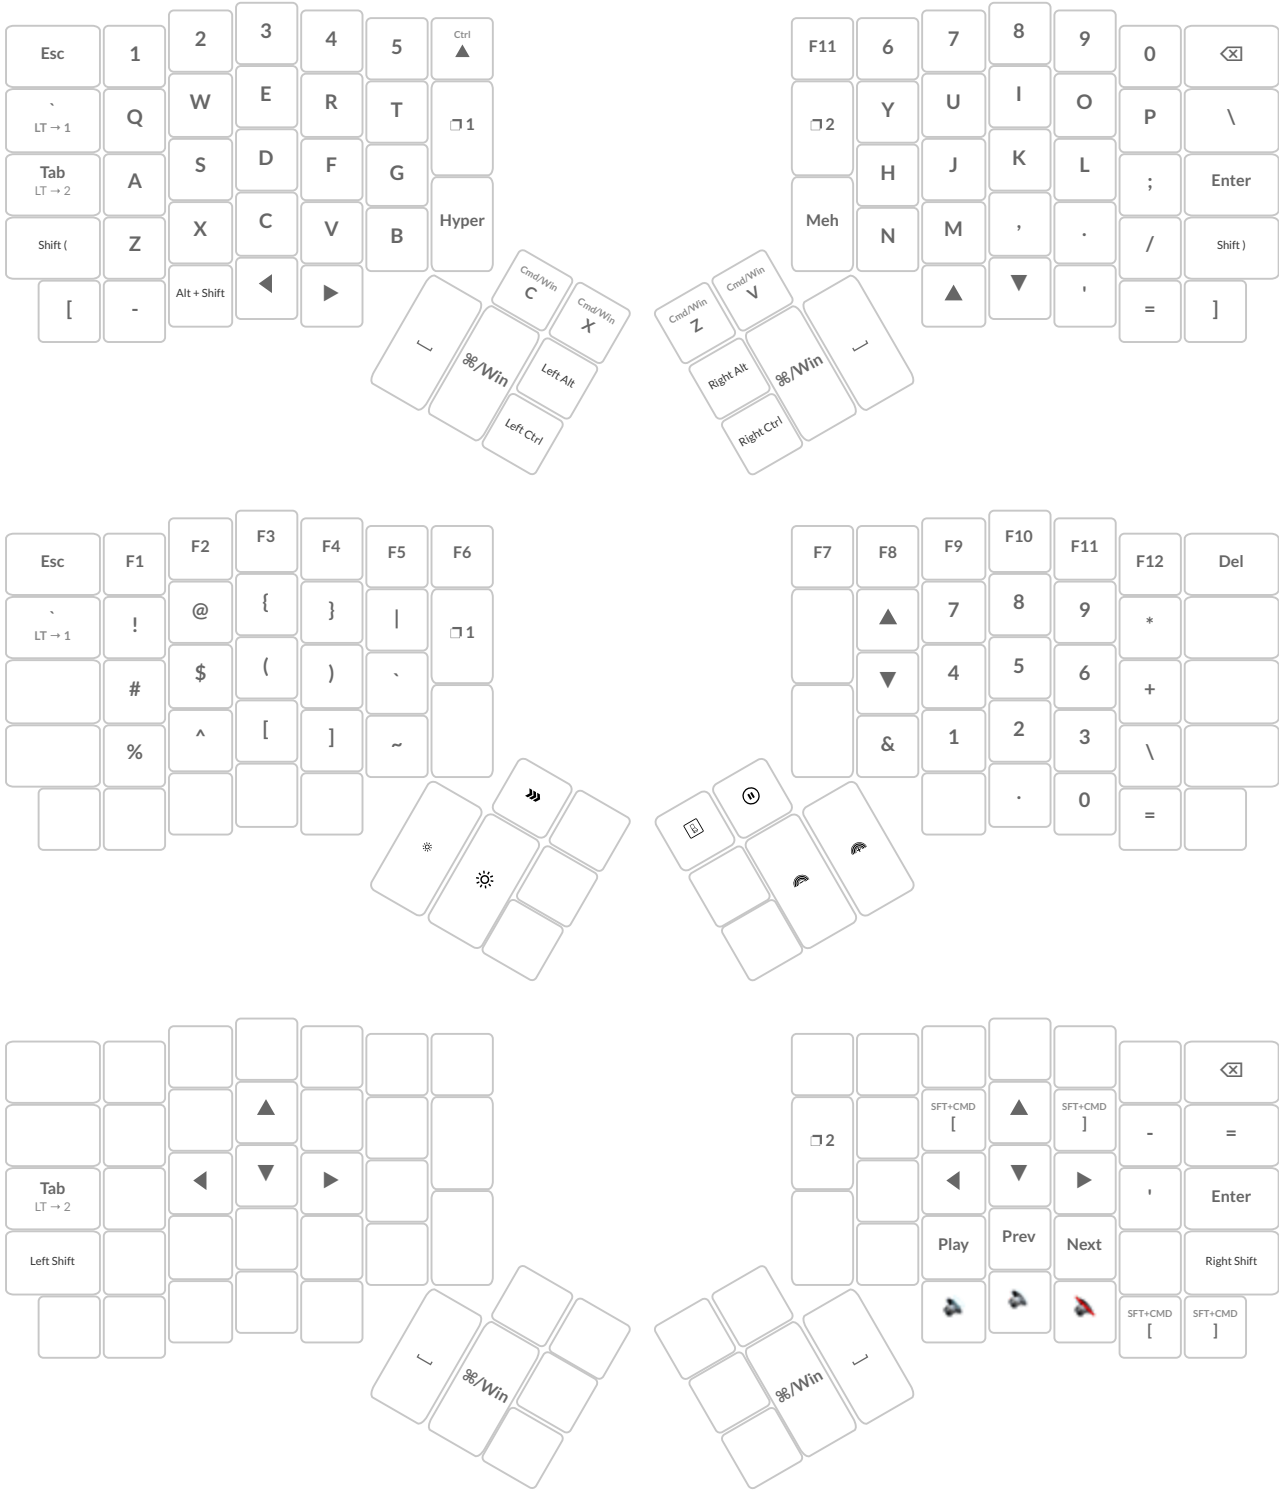 Esc 1 2 3 4 5 Ctrl ▲ F11 6 7 8 9 0 ⌫
` LT → 1 Q W E R T ❐ 1 ❐ 2 Y U I O P \
Tab LT → 2 A S D F G H J K L ; Enter
Shift ( Z X C V B Hyper Meh N M , . / Shift )
[ - Alt + Shift ◀ ▶ ▲ ▼ ' = ]
Cmd/Win C Cmd/Win X Cmd/Win Z Cmd/Win V
⌘/Win Left Alt Right Alt ⌘/Win
Left Ctrl Right Ctrl
Esc F1 F2 F3 F4 F5 F6 F7 F8 F9 F10 F11 F12 Del
` LT → 1 ! @ { } | ❐ 1 ▲ 7 8 9 *
# $ ( ) ` ▼ 4 5 6 +
% ^ [ ] ~ & 1 2 3 \
. 0 =
⌫
▲ SFT+CMD [ ▲ SFT+CMD ] - =
❐ 2
Tab LT → 2 ◀ ▼ ▶ ◀ ▼ ▶ ' Enter
Left Shift Play Prev Next Right Shift
SFT+CMD [ SFT+CMD ]
⌘/Win ⌘/Win